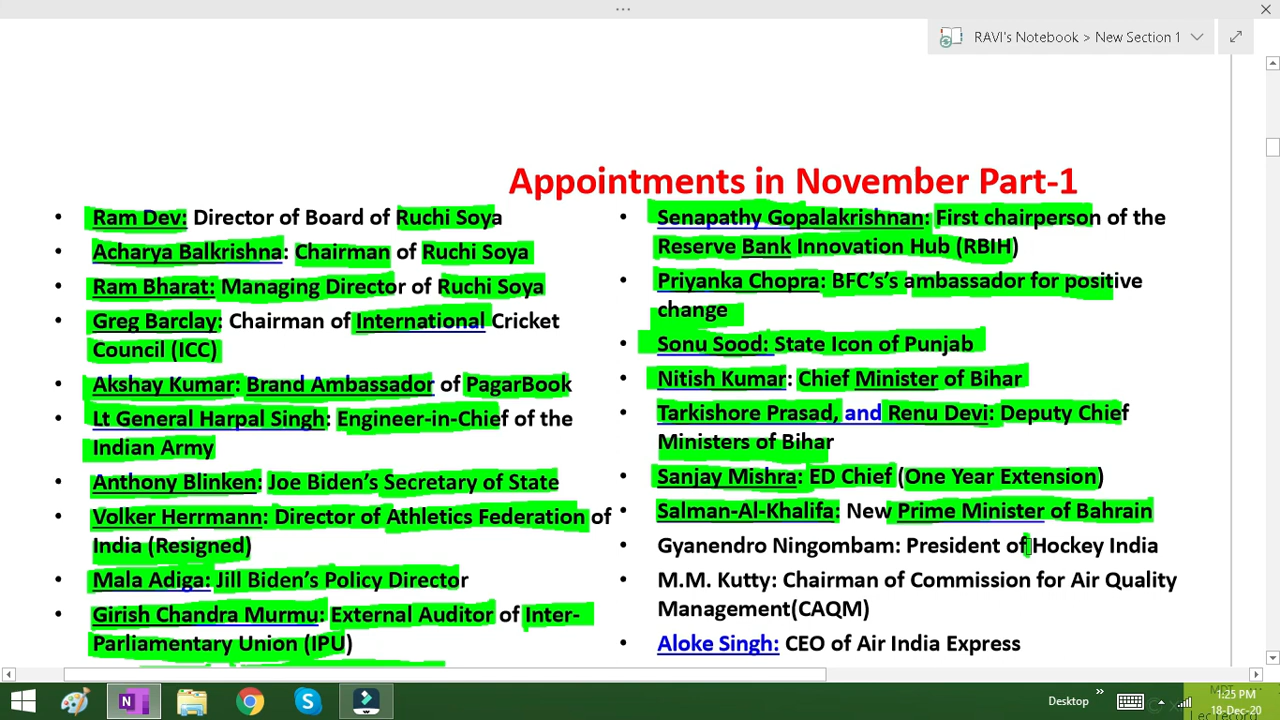 RAVI's Notebook > New Section 1
Appointments in November Part-1
• Ram Dev: Director of Board of Ruchi Soya
• Acharya Balkrishna: Chairman of Ruchi Soya
• Ram Bharat: Managing Director of Ruchi Soya
• Greg Barclay: Chairman of International Cricket
Council (ICC)
• Akshay Kumar: Brand Ambassador of PagarBook
• Lt General Harpal Singh: Engineer-in-Chief of the
Indian Army
• Anthony Blinken: Joe Biden's Secretary of State
• Volker Herrmann: Director of Athletics Federation of
India (Resigned)
• Mala Adiga: Jill Biden's Policy Director
• Girish Chandra Murmu: External Auditor of Inter-
Parliamentary Union (IPU)
• Senapathy Gopalakrishnan: First chairperson of the
Reserve Bank Innovation Hub (RBIH)
• Priyanka Chopra: BFC's's ambassador for positive
change
• Sonu Sood: State Icon of Punjab
• Nitish Kumar: Chief Minister of Bihar
• Tarkishore Prasad, and Renu Devi: Deputy Chief
Ministers of Bihar
• Sanjay Mishra: ED Chief (One Year Extension)
• Salman-Al-Khalifa: New Prime Minister of Bahrain
• Gyanendro Ningombam: President of Hockey India
• M.M. Kutty: Chairman of Commission for Air Quality
Management(CAQM)
• Aloke Singh: CEO of Air India Express
Desktop
1:25 PM
18-Dec-20